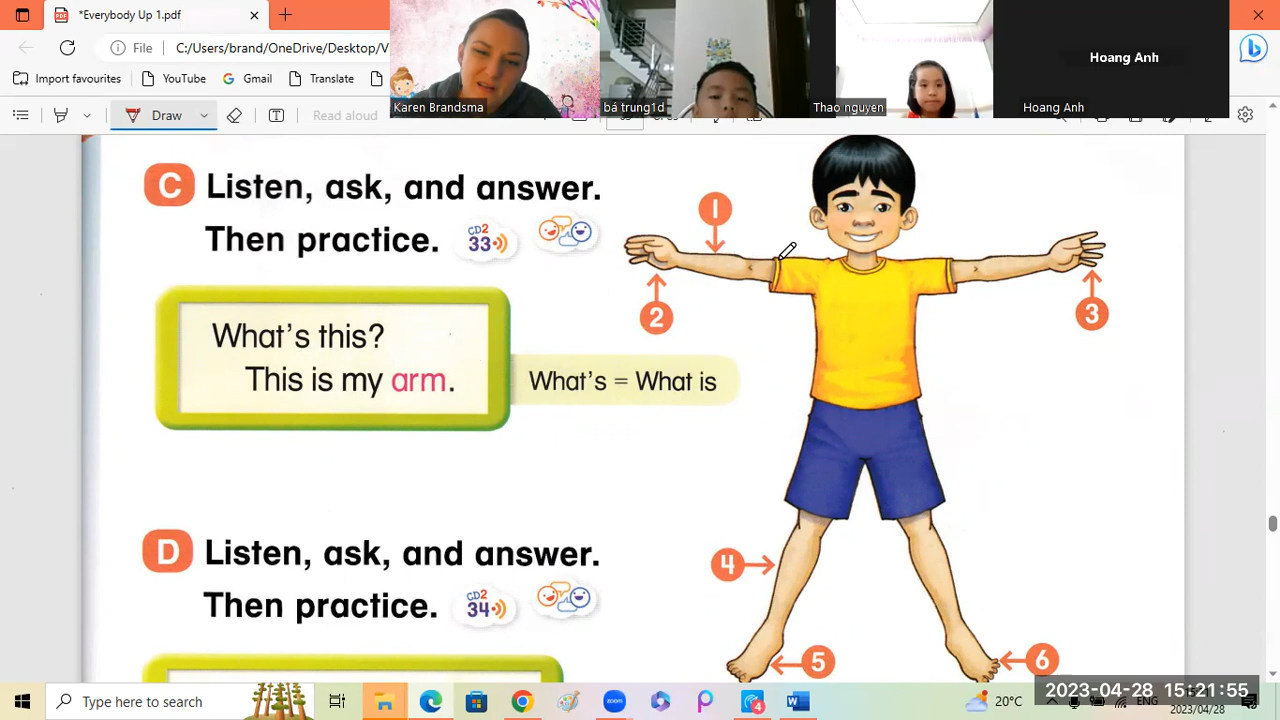 *Everybody Up 1.pdf
File
C:/Users/brand/OneDrive/Desktop/V
Import favourites
YouTube
Gmail
Translate
Draw
Read aloud
Karen Brandsma
bá trung1d
Thao nguyen
Hoang Anh
Hoang Anh
C Listen, ask, and answer.
Then practice.
CD2
33
What's this?
This is my arm.
What's = What is
1
2
3
4
5
6
D Listen, ask, and answer.
Then practice.
CD2
34
Type here to search
4
20°C
ENG
2023-04-28 15:21:55
2023/04/28